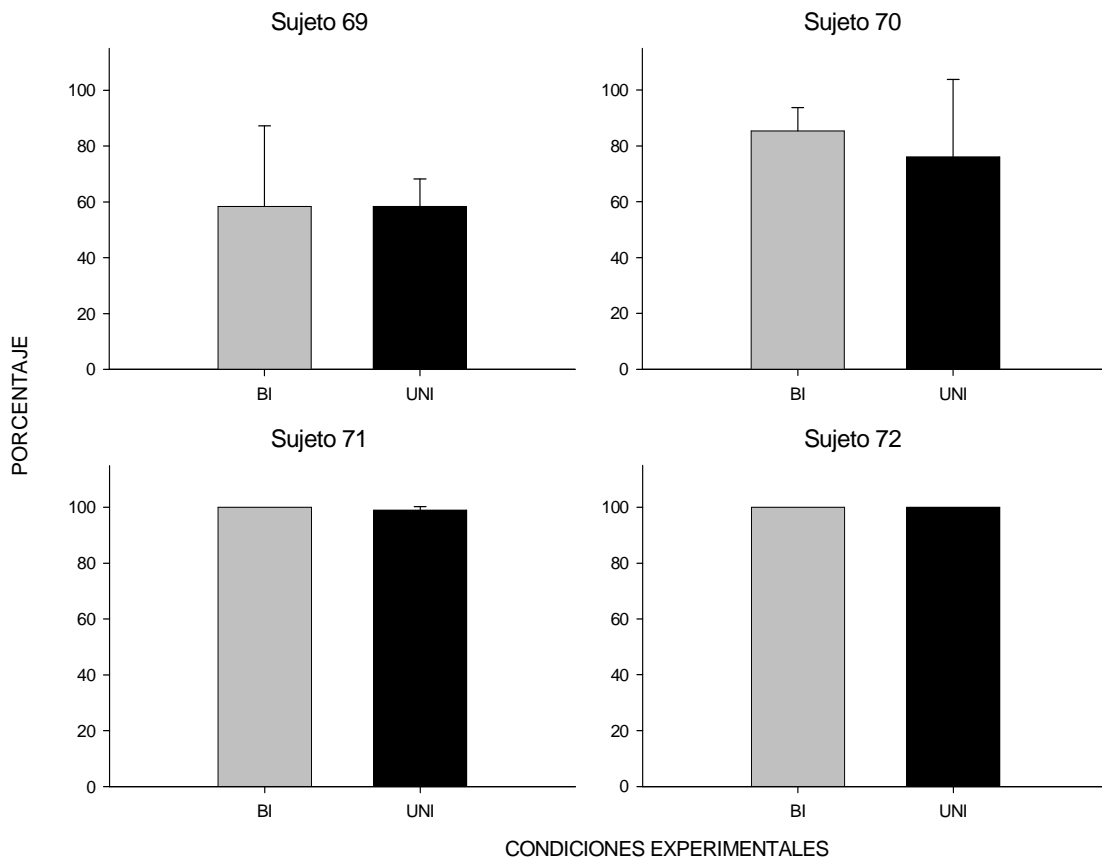 Sujeto 69
Sujeto 70
100
80
60
40
20
0
BI
UNI
100
80
60
40
20
0
BI
UNI
PORCENTAJE
Sujeto 71
Sujeto 72
100
80
60
40
20
0
BI
UNI
100
80
60
40
20
0
BI
UNI
CONDICIONES EXPERIMENTALES